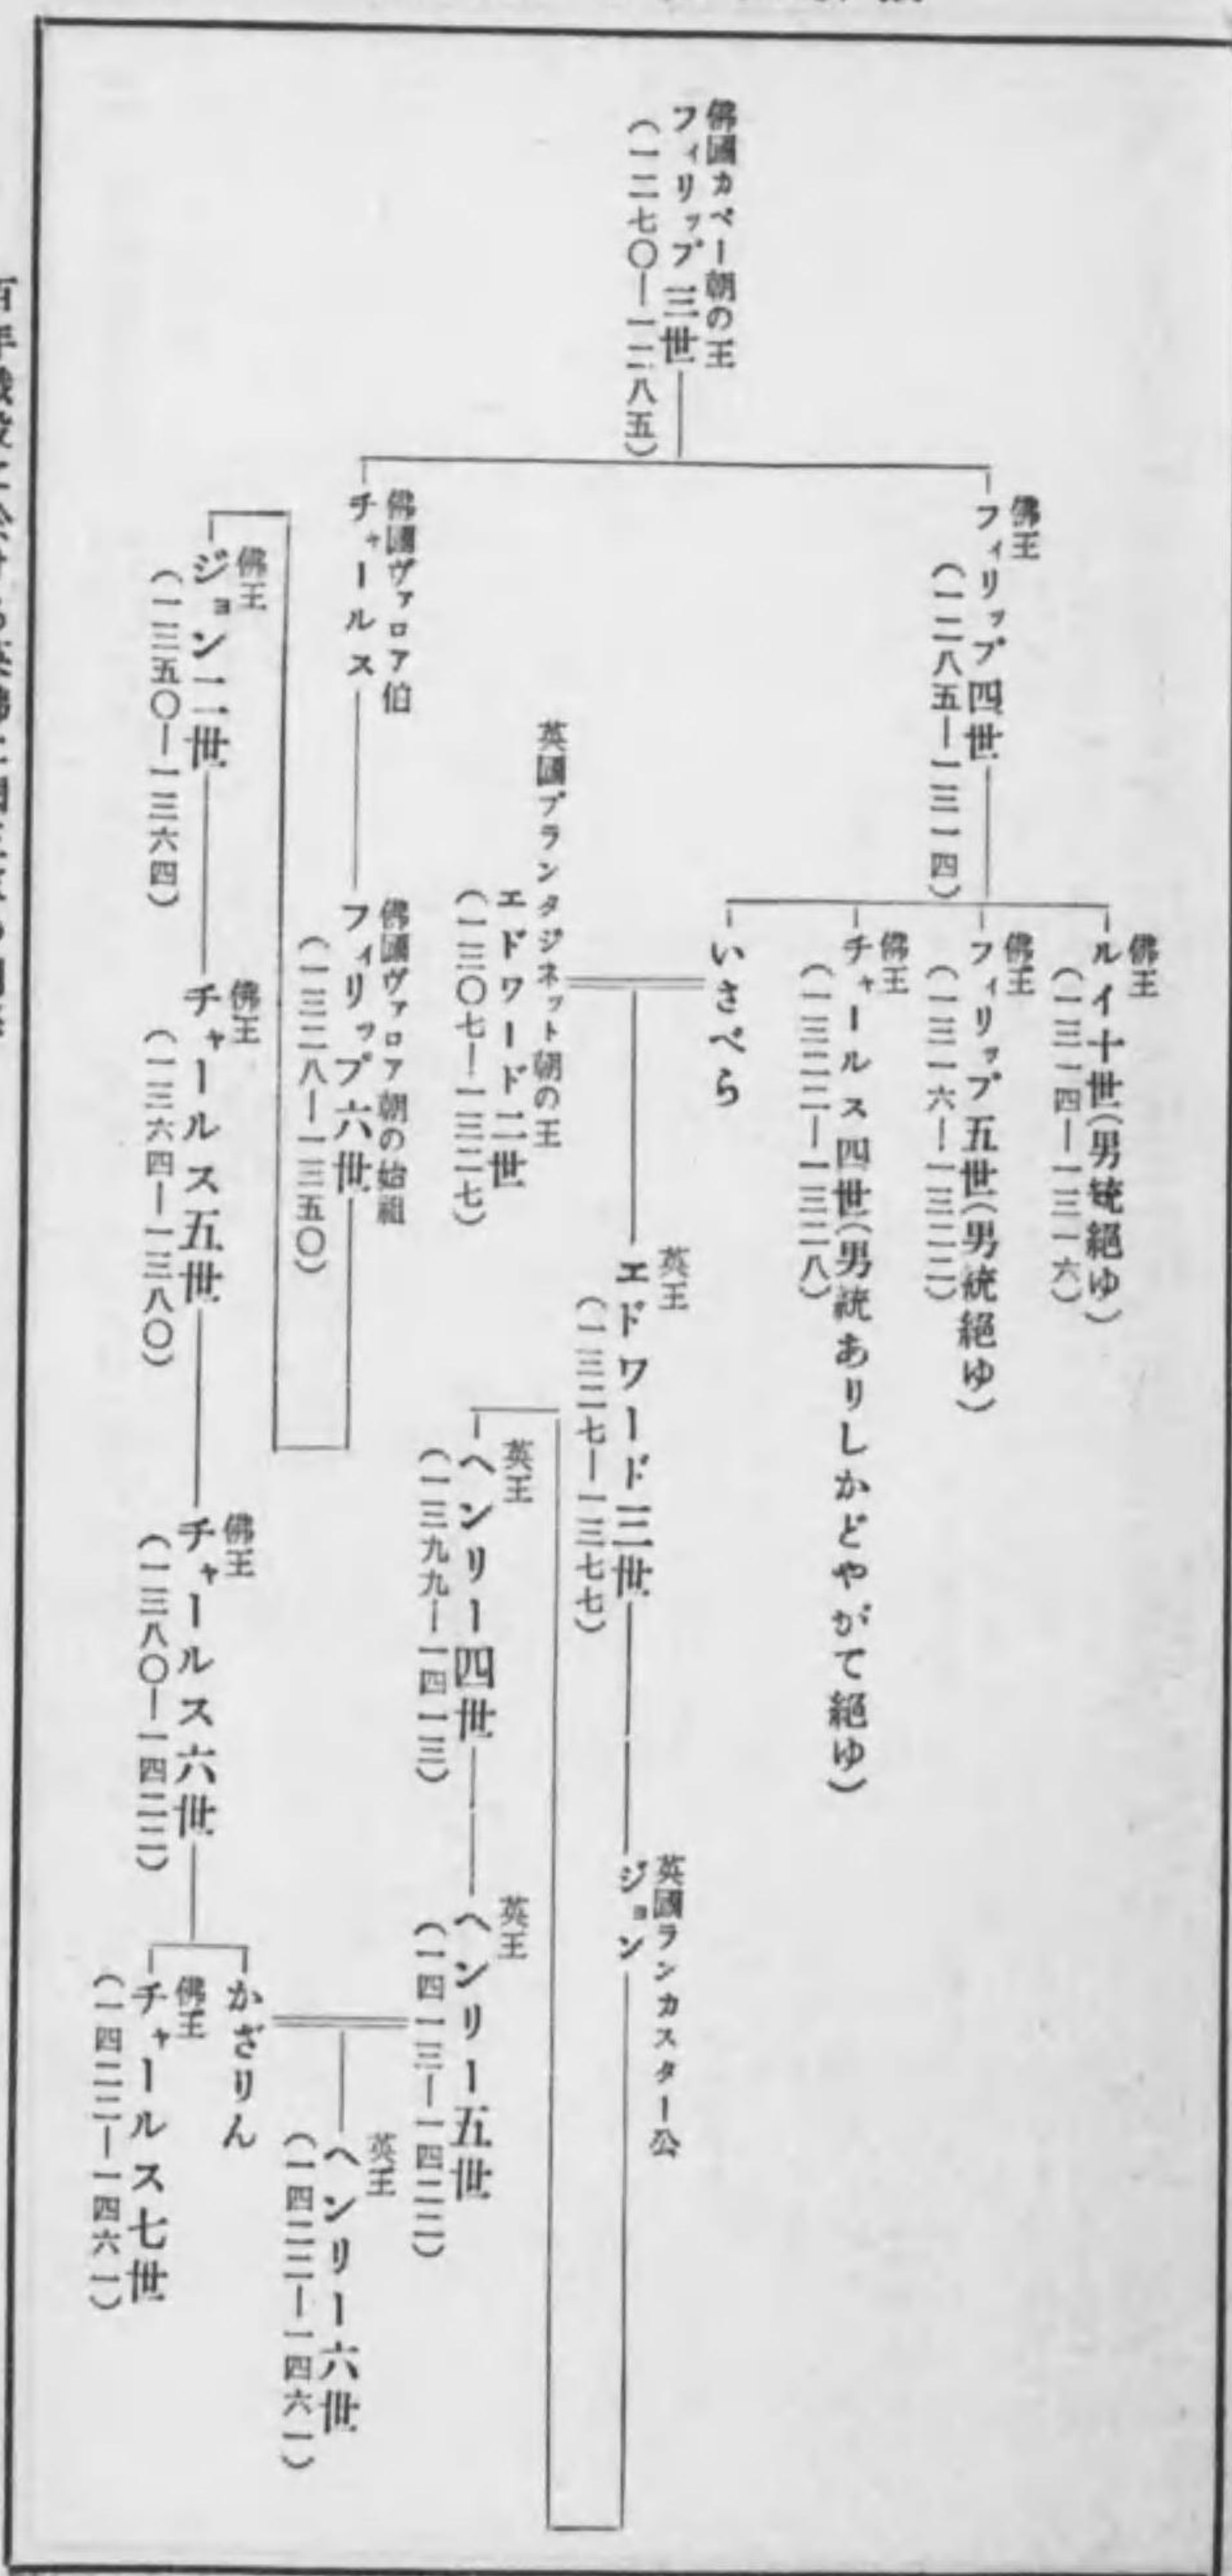 佛國カペー朝の王
フィリップ三世
(一二七〇—一二八五)
佛王
フィリップ四世
(一二八五—一三一四)
佛王
ルイ十世(男統絕ゆ)
(一三一四—一三一六)
佛王
フィリップ五世(男統絕ゆ)
(一三一六—一三二二)
佛王
チャールス四世(男統ありしかどやがて絕ゆ)
(一三二二—一三二八)
いさべら
英國プランタジネット朝の王
エドワード二世
(一三〇七—一三二七)
英王
エドワード三世
(一三二七—一三七七)
英國ランカスター公
ジョン
英王
ヘンリー四世
(一三九九—一四一三)
英王
ヘンリー五世
(一四一三—一四二二)
英王
ヘンリー六世
(一四二二—一四六一)
佛國ヴァロア伯
チャールス
佛國ヴァロア朝の始祖
フィリップ六世
(一三二八—一三五〇)
佛王
ジョン二世
(一三五〇—一三六四)
佛王
チャールス五世
(一三六四—一三八〇)
佛王
チャールス六世
(一三八〇—一四二二)
かざりん
佛王
チャールス七世
(一四二二—一四六一)